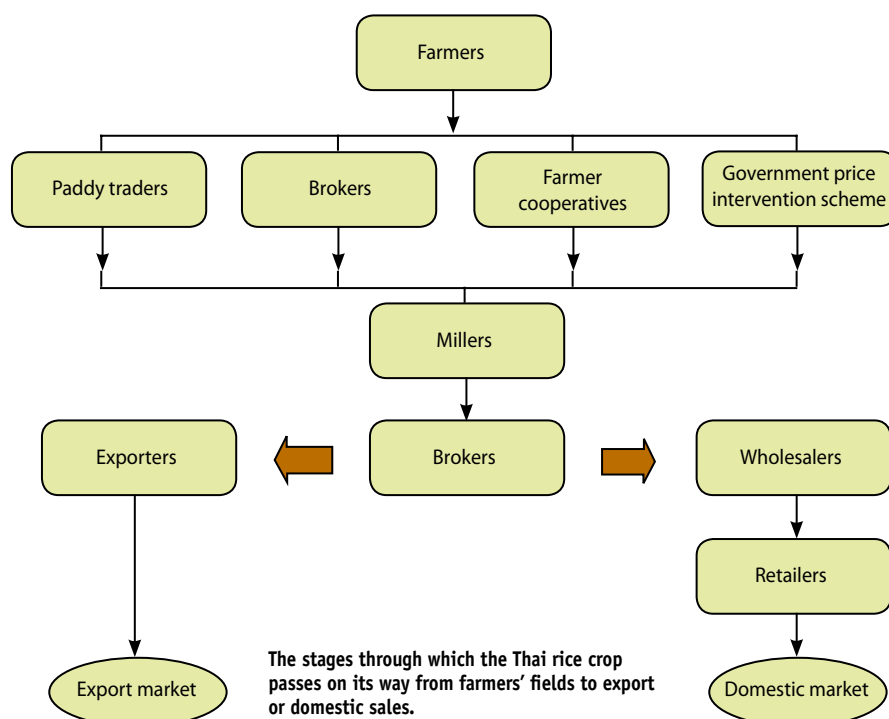 Farmers
Paddy traders
Brokers
Farmer
cooperatives
Government price
intervention scheme
Millers
Exporters
Brokers
Wholesalers
Retailers
Export market
The stages through which the Thai rice crop
passes on its way from farmers’ fields to export
or domestic sales.
Domestic market